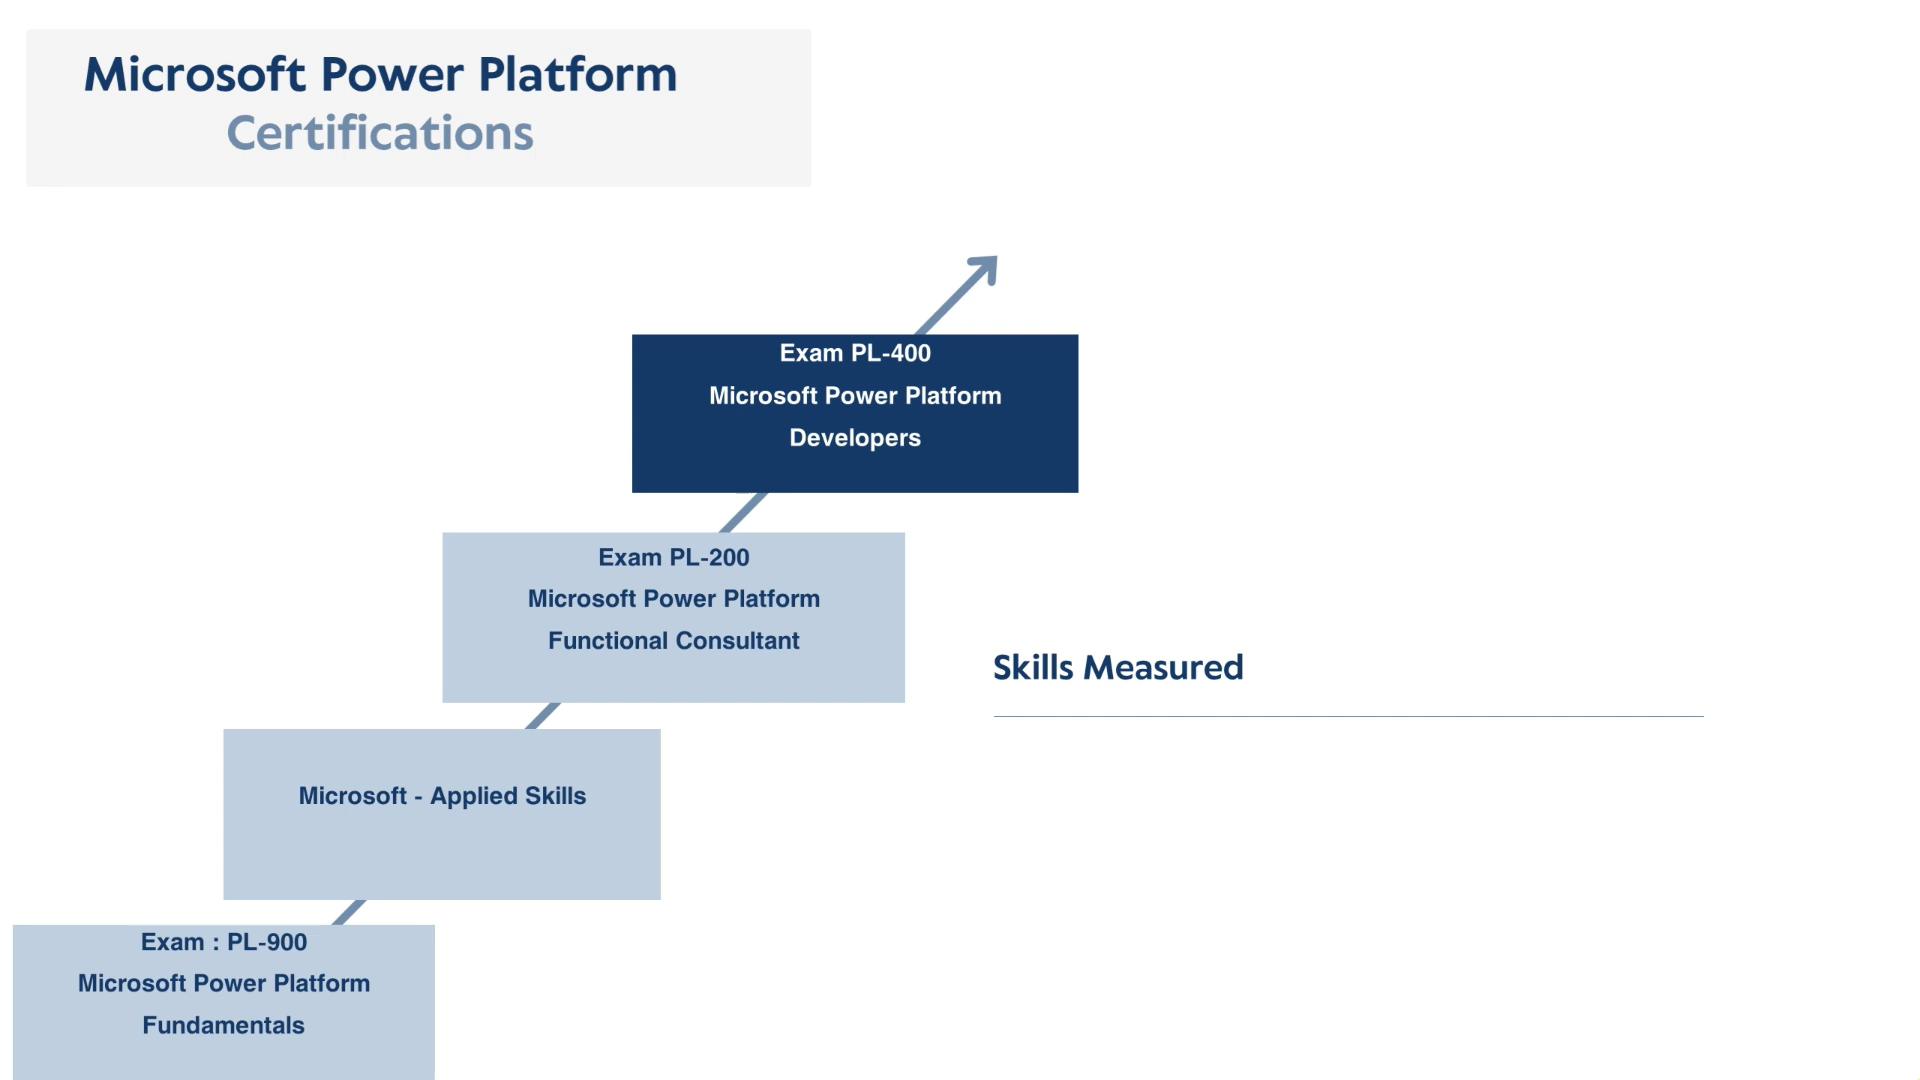 Microsoft Power Platform
Certifications
Exam PL-400
Microsoft Power Platform
Developers
Exam PL-200
Microsoft Power Platform
Functional Consultant
Skills Measured
Microsoft - Applied Skills
Exam : PL-900
Microsoft Power Platform
Fundamentals